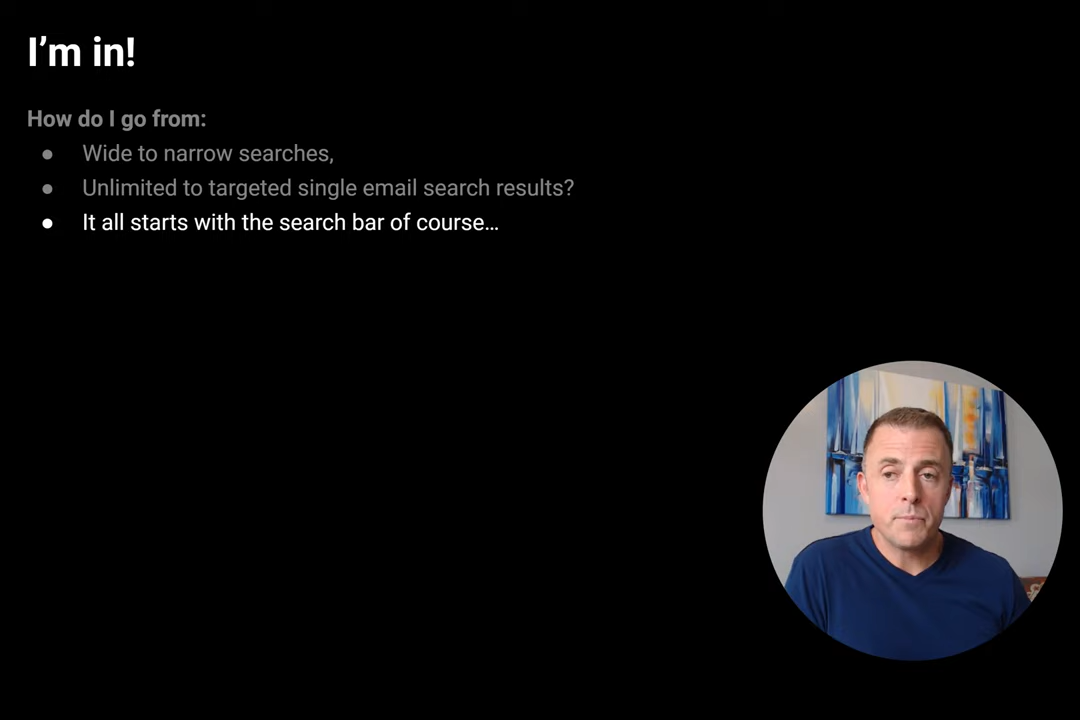 I’m in!
How do I go from:
● Wide to narrow searches,
● Unlimited to targeted single email search results?
● It all starts with the search bar of course…